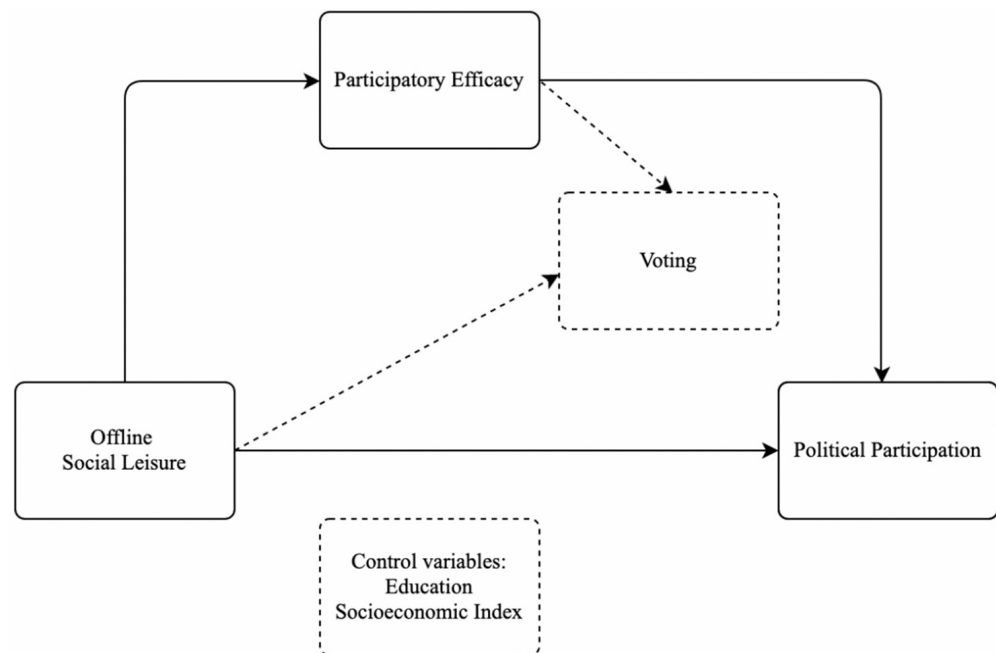 Participatory Efficacy
Voting
Offline
Social Leisure
Political Participation
Control variables:
Education
Socioeconomic Index